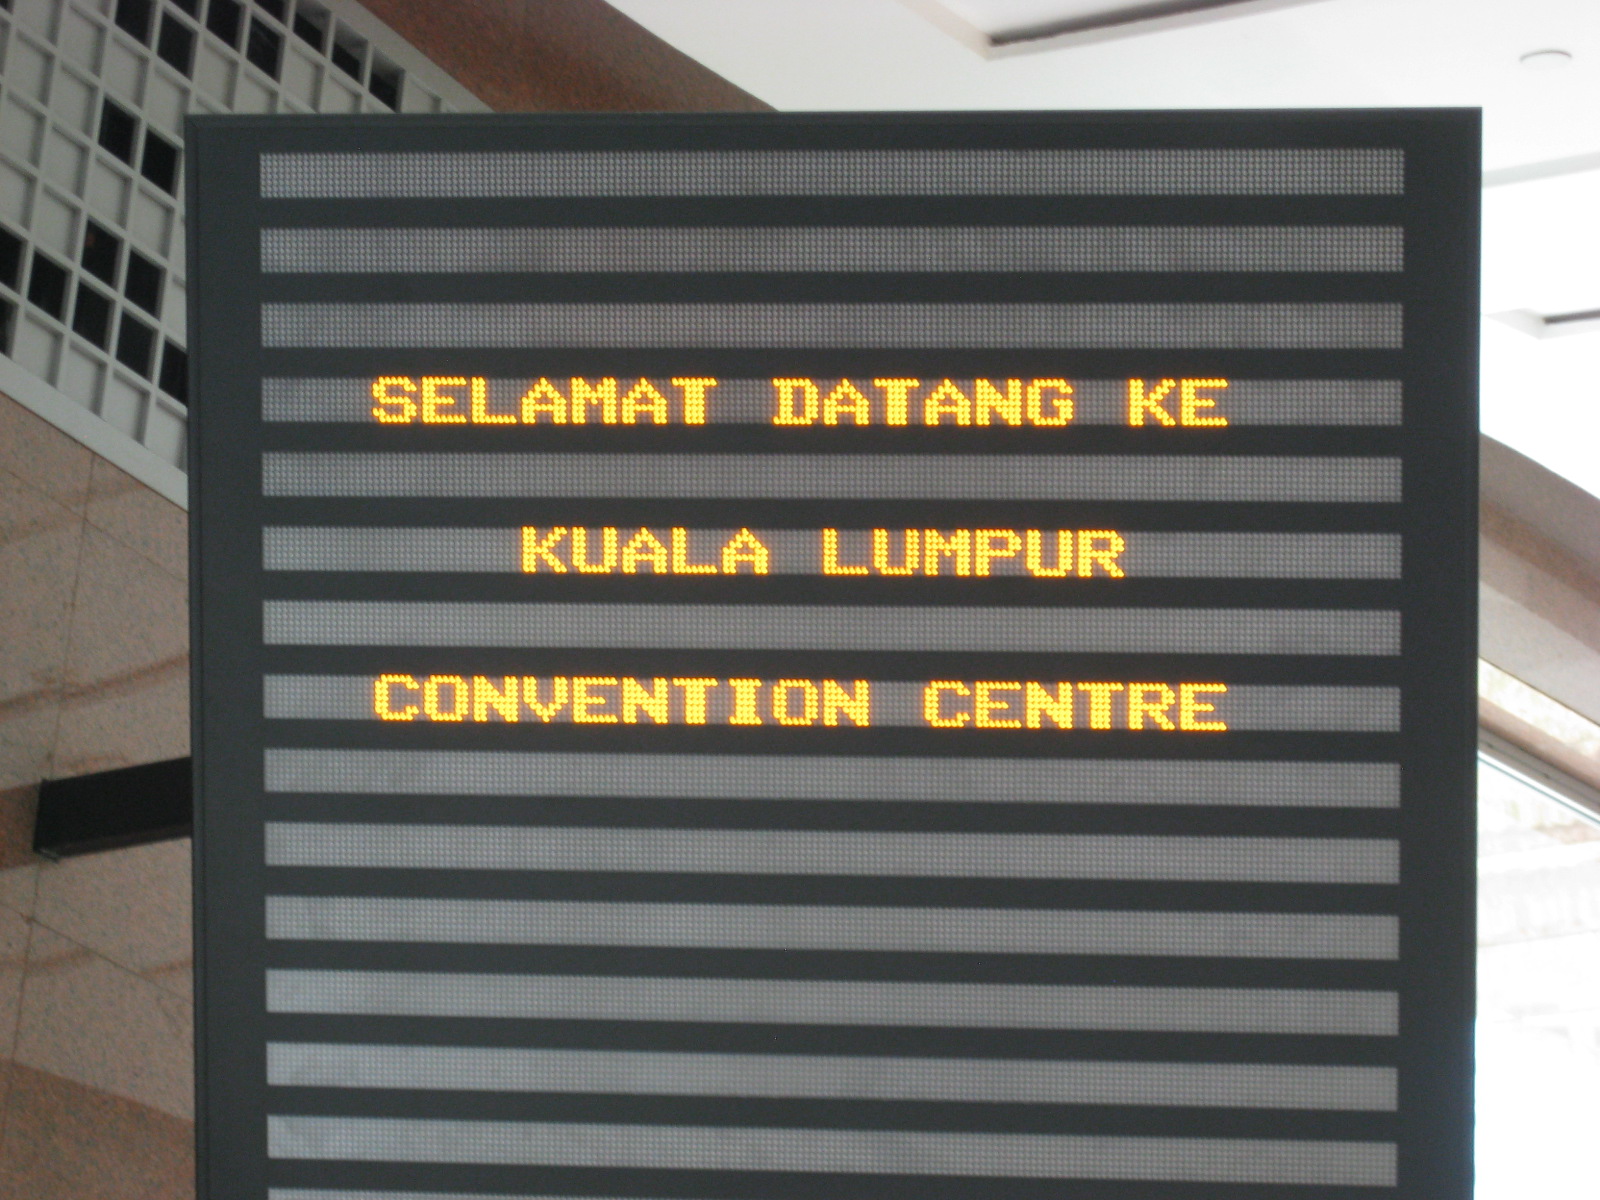 SELAMAT DATANG KE
KUALA LUMPUR
CONVENTION CENTRE